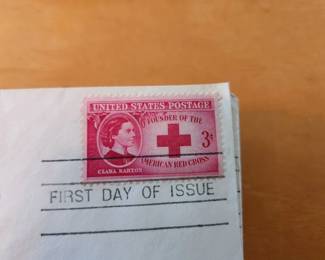 UNITED STATES POSTAGE
FOUNDER OF THE
3¢
AMERICAN RED CROSS
CLARA BARTON
FIRST DAY OF ISSUE